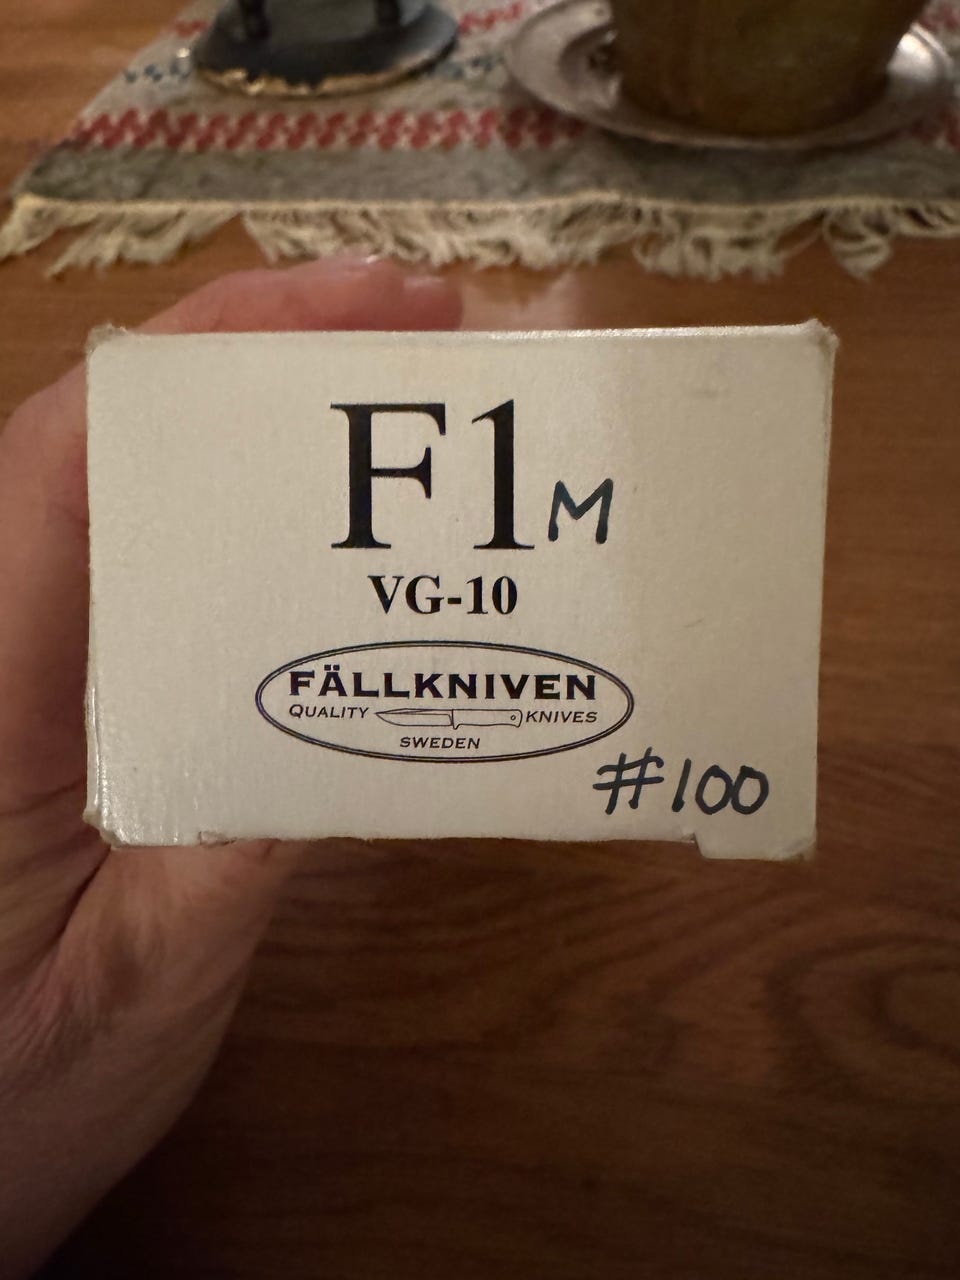 F1M
VG-10
FÄLLKNIVEN
QUALITY KNIVES
SWEDEN
#100